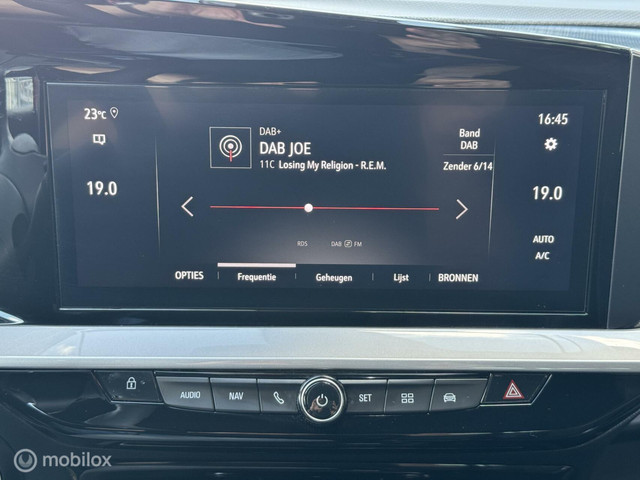 23°C
16:45
DAB+
DAB JOE
11C Losing My Religion - R.E.M.
Band
DAB
Zender 6/14
19.0
19.0
RDS
DAB FM
AUTO
A/C
OPTIES
Frequentie
Geheugen
Lijst
BRONNEN
AUDIO
NAV
SET
mobilox